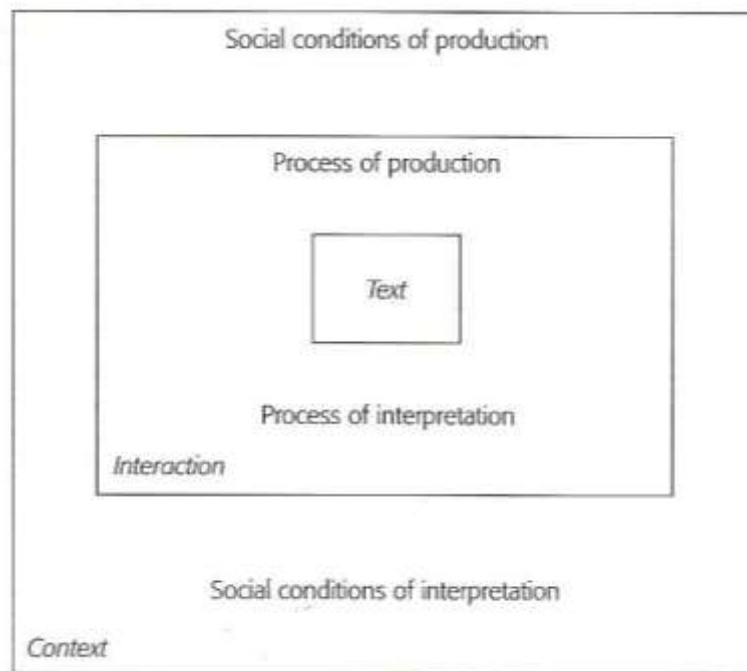 Social conditions of production
Process of production
Text
Process of interpretation
Interaction
Social conditions of interpretation
Context